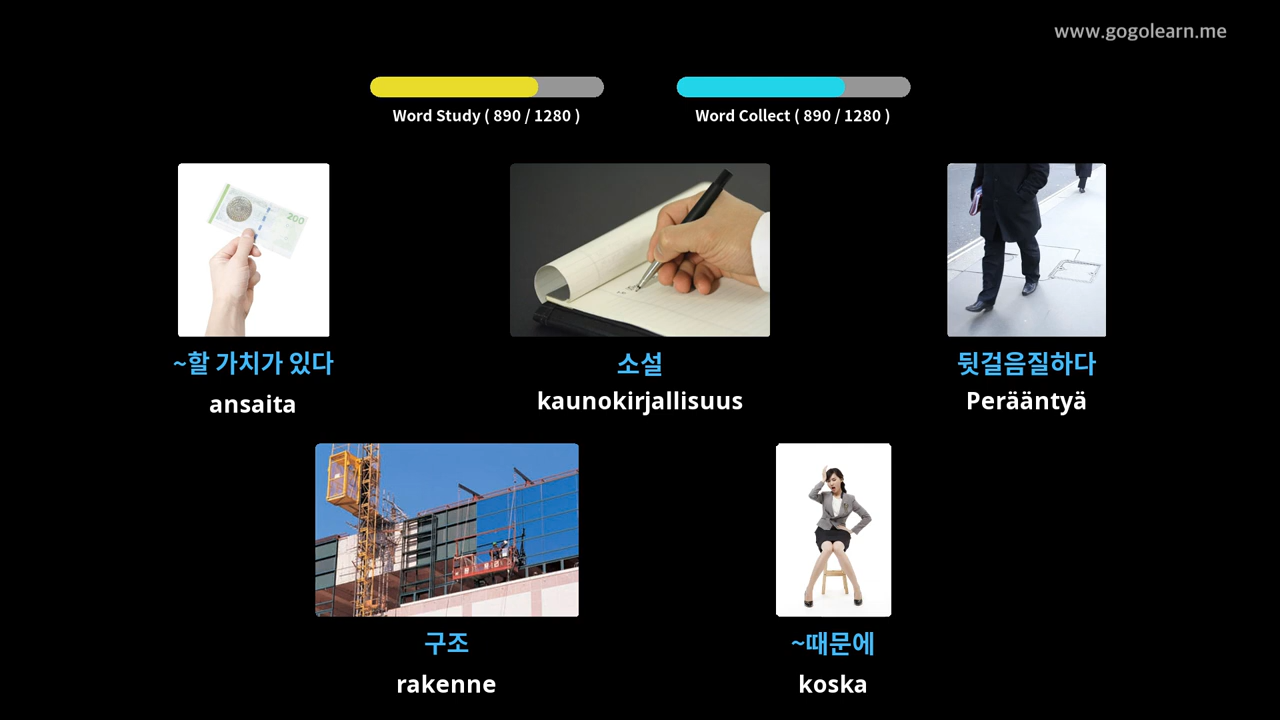 www.gogolearn.me
Word Study ( 890 / 1280 )
Word Collect ( 890 / 1280 )
200
~할 가치가 있다
ansaita
소설
kaunokirjallisuus
뒷걸음질하다
Perääntyä
구조
rakenne
~때문에
koska